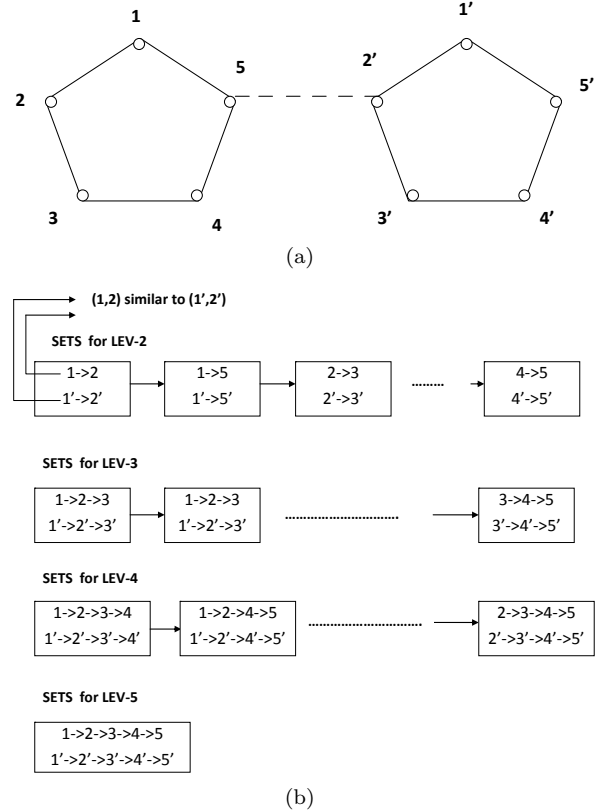 1 1'
2 5 2' 5'
3 4 3' 4'
(a)
(1,2) similar to (1',2')
SETS for LEV-2
1->2 1->5 2->3 ......... 4->5
1'->2' 1'->5' 2'->3' 4'->5'
SETS for LEV-3
1->2->3 1->2->3 ................................. 3->4->5
1'->2'->3' 1'->2'->3' 3'->4'->5'
SETS for LEV-4
1->2->3->4 1->2->4->5 ................................. 2->3->4->5
1'->2'->3'->4' 1'->2'->4'->5' 2'->3'->4'->5'
SETS for LEV-5
1->2->3->4->5
1'->2'->3'->4'->5'
(b)